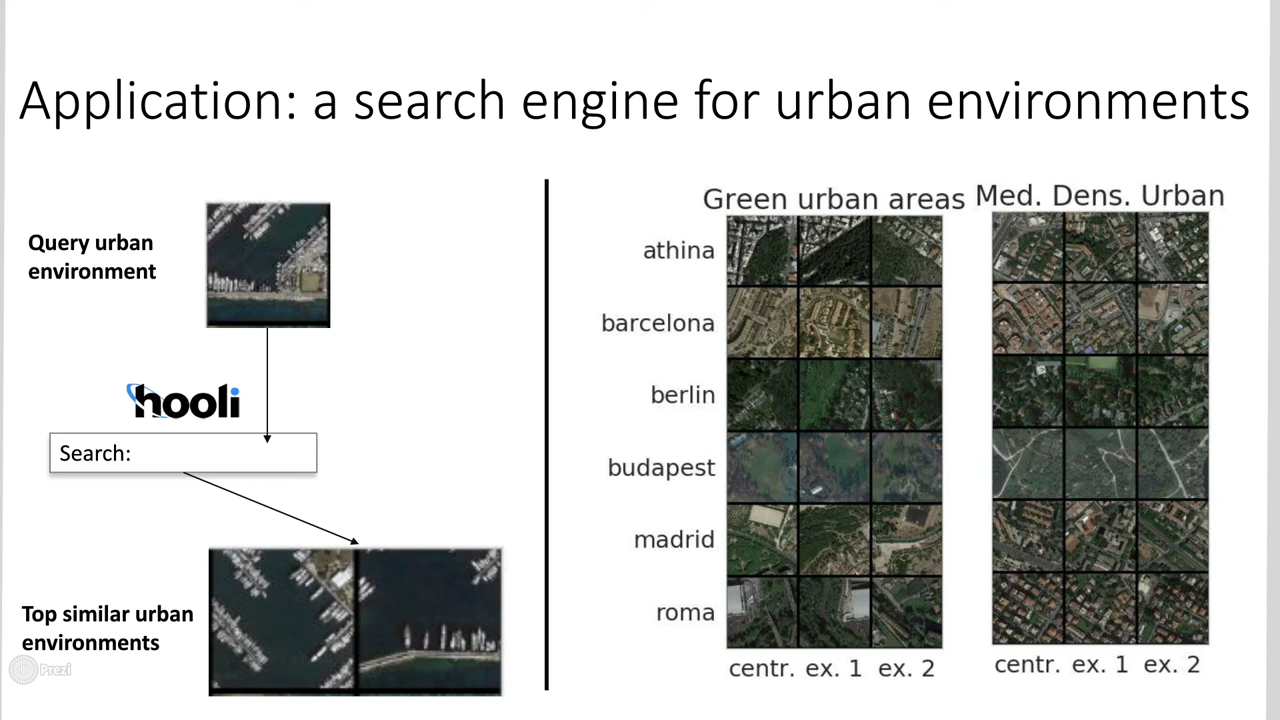 Application: a search engine for urban environments
Query urban
environment
hooli
Search:
Top similar urban
environments
Prezi
Green urban areas
Med. Dens. Urban
athina
barcelona
berlin
budapest
madrid
roma
centr. ex. 1 ex. 2
centr. ex. 1 ex. 2